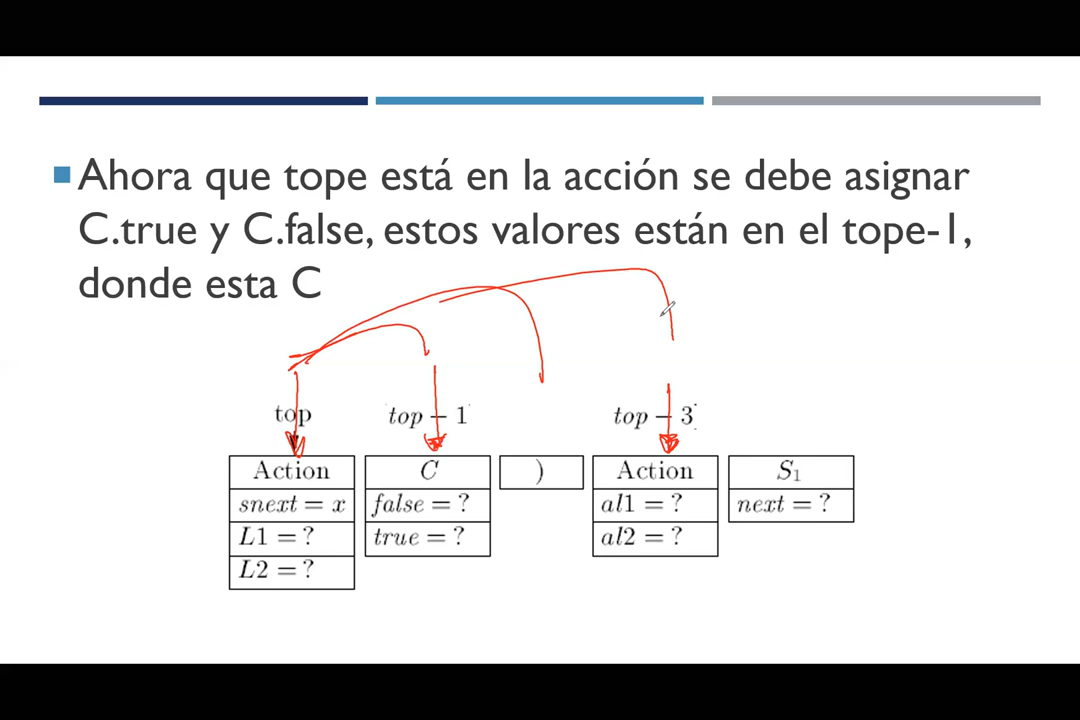 Ahora que tope está en la acción se debe asignar
C.true y C.false, estos valores están en el tope-1,
donde esta C
top top − 1 top − 3
Action C ) Action S1
snext = x false = ? al1 = ? next = ?
L1 = ? true = ? al2 = ?
L2 = ?